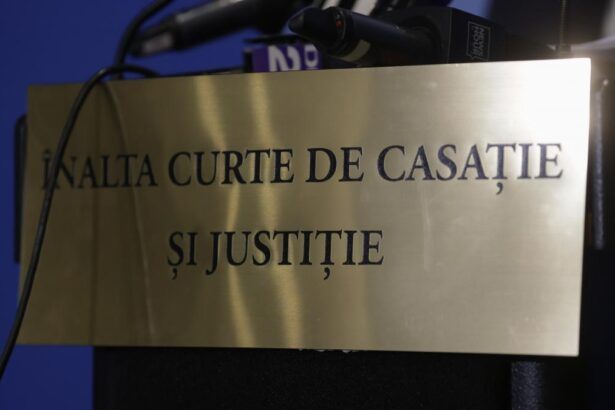 ÎNALTA CURTE DE CASAȚIE
ȘI JUSTIȚIE